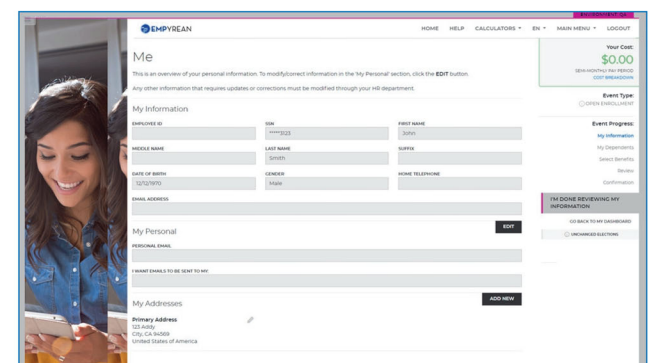 ENVIRONMENT: QA
EMPYREAN
HOME HELP CALCULATORS EN MAIN MENU LOGOUT
Me
This is an overview of your personal information. To modify/correct information in the 'My Personal' section, click the EDIT button.
Any other information that requires updates or corrections must be modified through your HR department.
My Information
EMPLOYEE ID
SSN
*****3123
FIRST NAME
John
MIDDLE NAME
LAST NAME
Smith
SUFFIX
DATE OF BIRTH
12/12/1970
GENDER
Male
HOME TELEPHONE
EMAIL ADDRESS
My Personal
EDIT
PERSONAL EMAIL
I WANT EMAILS TO BE SENT TO MY:
My Addresses
ADD NEW
Primary Address
123 Addy
City, CA 94569
United States of America
Your Cost:
$0.00
SEMI-MONTHLY PAY PERIOD
COST BREAKDOWN
Event Type:
OPEN ENROLLMENT
Event Progress:
My Information
My Dependents
Select Benefits
Review
Confirmation
I'M DONE REVIEWING MY
INFORMATION
GO BACK TO MY DASHBOARD
UNCHANGED ELECTIONS